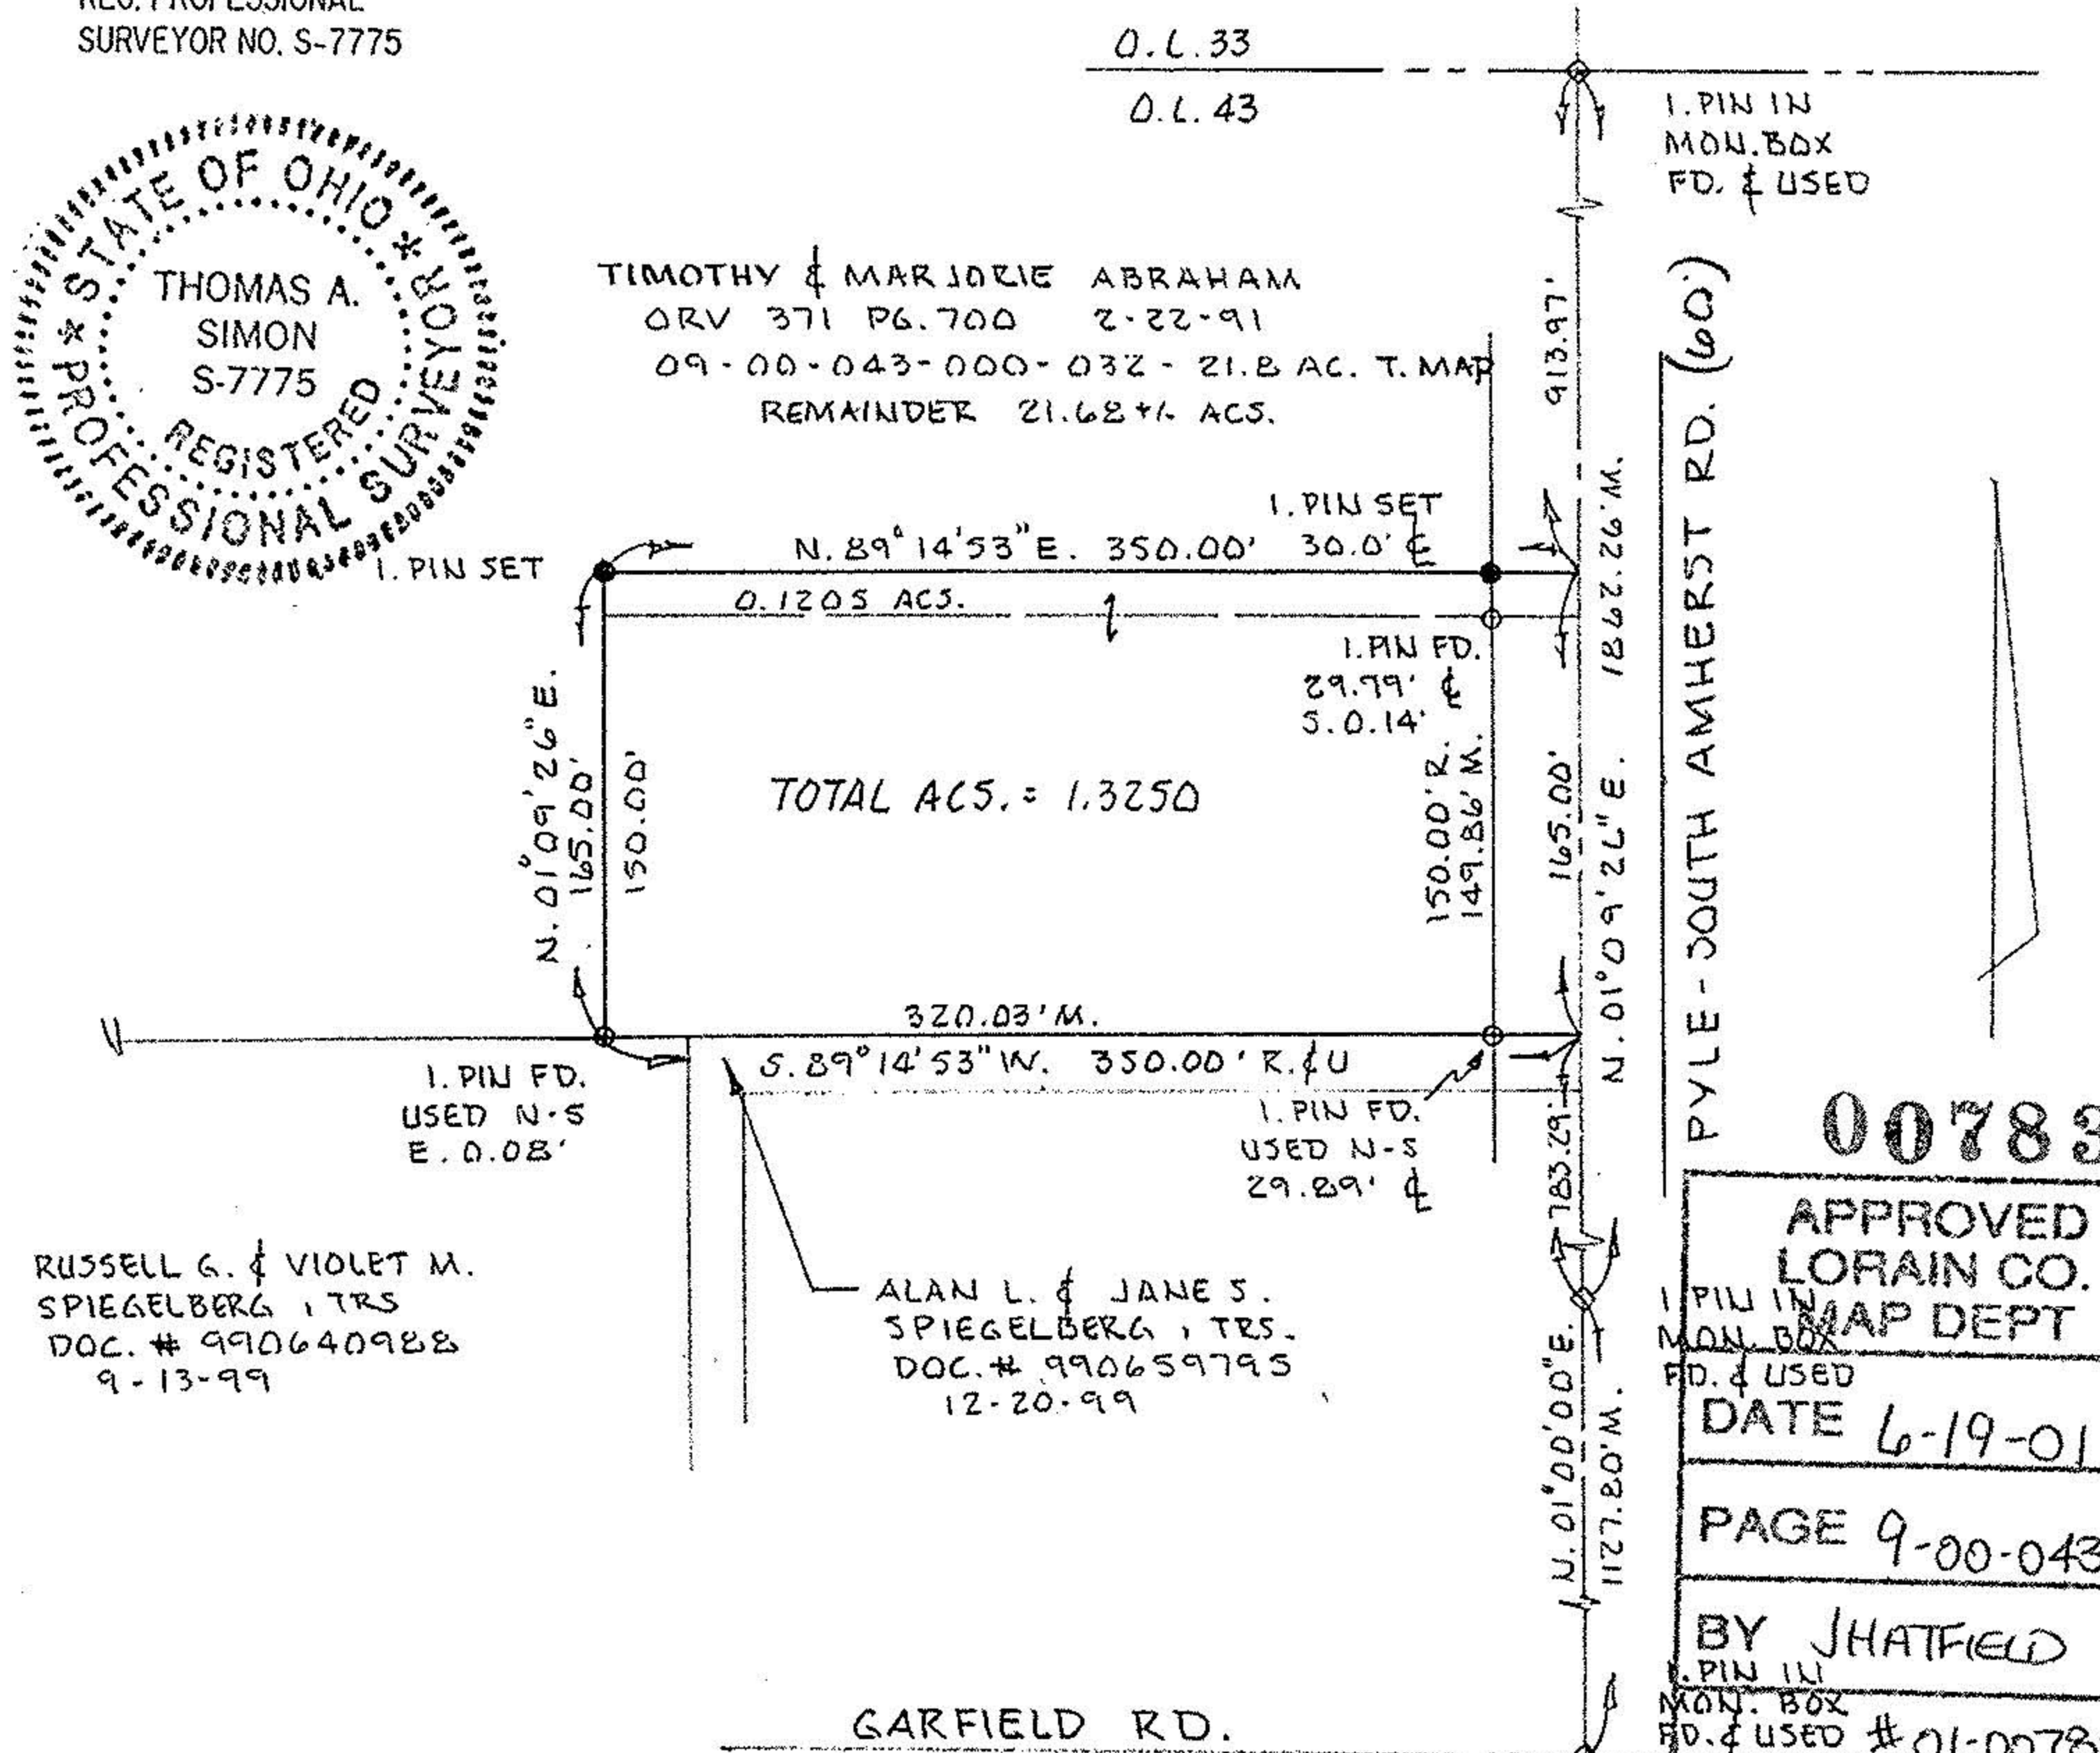 REG. PROFESSIONAL
SURVEYOR NO. S-7775
STATE OF OHIO
THOMAS A.
SIMON
S-7775
REGISTERED
PROFESSIONAL SURVEYOR
O.L.33
O.L.43
I. PIN IN
MON. BOX
FD. & USED
TIMOTHY & MARJORIE ABRAHAM
ORV 371 PG. 700 2-22-91
09-00-043-000-032 - 21.8 AC. T. MAP
REMAINDER 21.68 +/- ACS.
913.97'
PYLE-SOUTH AMHERST RD. (60')
1862.26' M.
N. 01°09'26" E.
I. PIN SET
I. PIN SET
30.0' ℄
N. 89°14'53" E. 350.00'
0.1205 ACS.
I. PIN FD.
29.79' ℄
S. 0.14'
N. 01°09'26" E.
165.00'
150.00'
TOTAL ACS. = 1.3250
150.00' R.
149.86' M.
165.00'
320.03' M.
S. 89°14'53" W. 350.00' R. & U
I. PIN FD.
USED N-S
E. 0.08'
I. PIN FD.
USED N-S
29.89' ℄
783.29'
RUSSELL G. & VIOLET M.
SPIEGELBERG, TRS
DOC. # 990640988
9-13-99
ALAN L. & JANE S.
SPIEGELBERG, TRS.
DOC. # 990659795
12-20-99
I. PIN IN
MON. BOX
FD. & USED
N. 01°00'00" E.
1127.80' M.
00783
APPROVED
LORAIN CO.
MAP DEPT
DATE 6-19-01
PAGE 9-00-043
BY JHATFIELD
I. PIN IN
MON. BOX
FD. & USED
# 01-0078
GARFIELD RD.